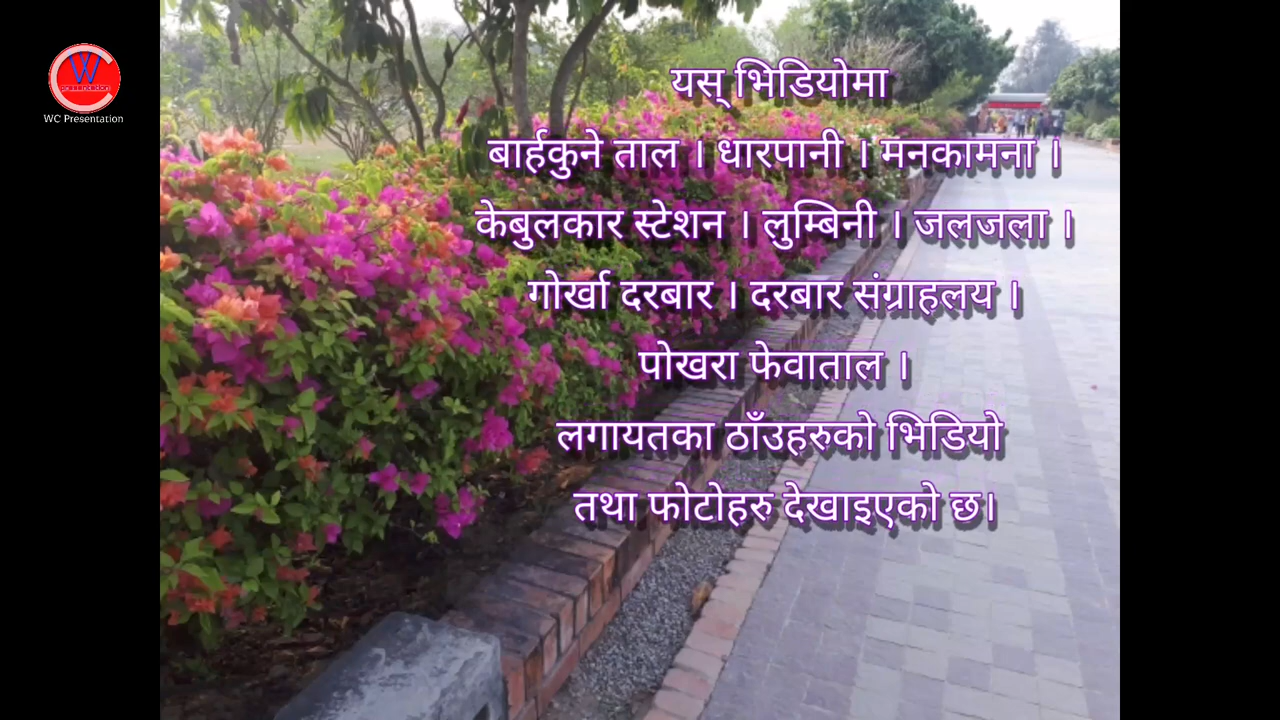 WC Presentation
यस् भिडियोमा
बार्हकुने ताल । धारपानी । मनकामना ।
केबुलकार स्टेशन । लुम्बिनी । जलजला ।
गोर्खा दरबार । दरबार संग्राहलय ।
पोखरा फेवाताल ।
लगायतका ठाँउहरुको भिडियो
तथा फोटोहरु देखाइएको छ।